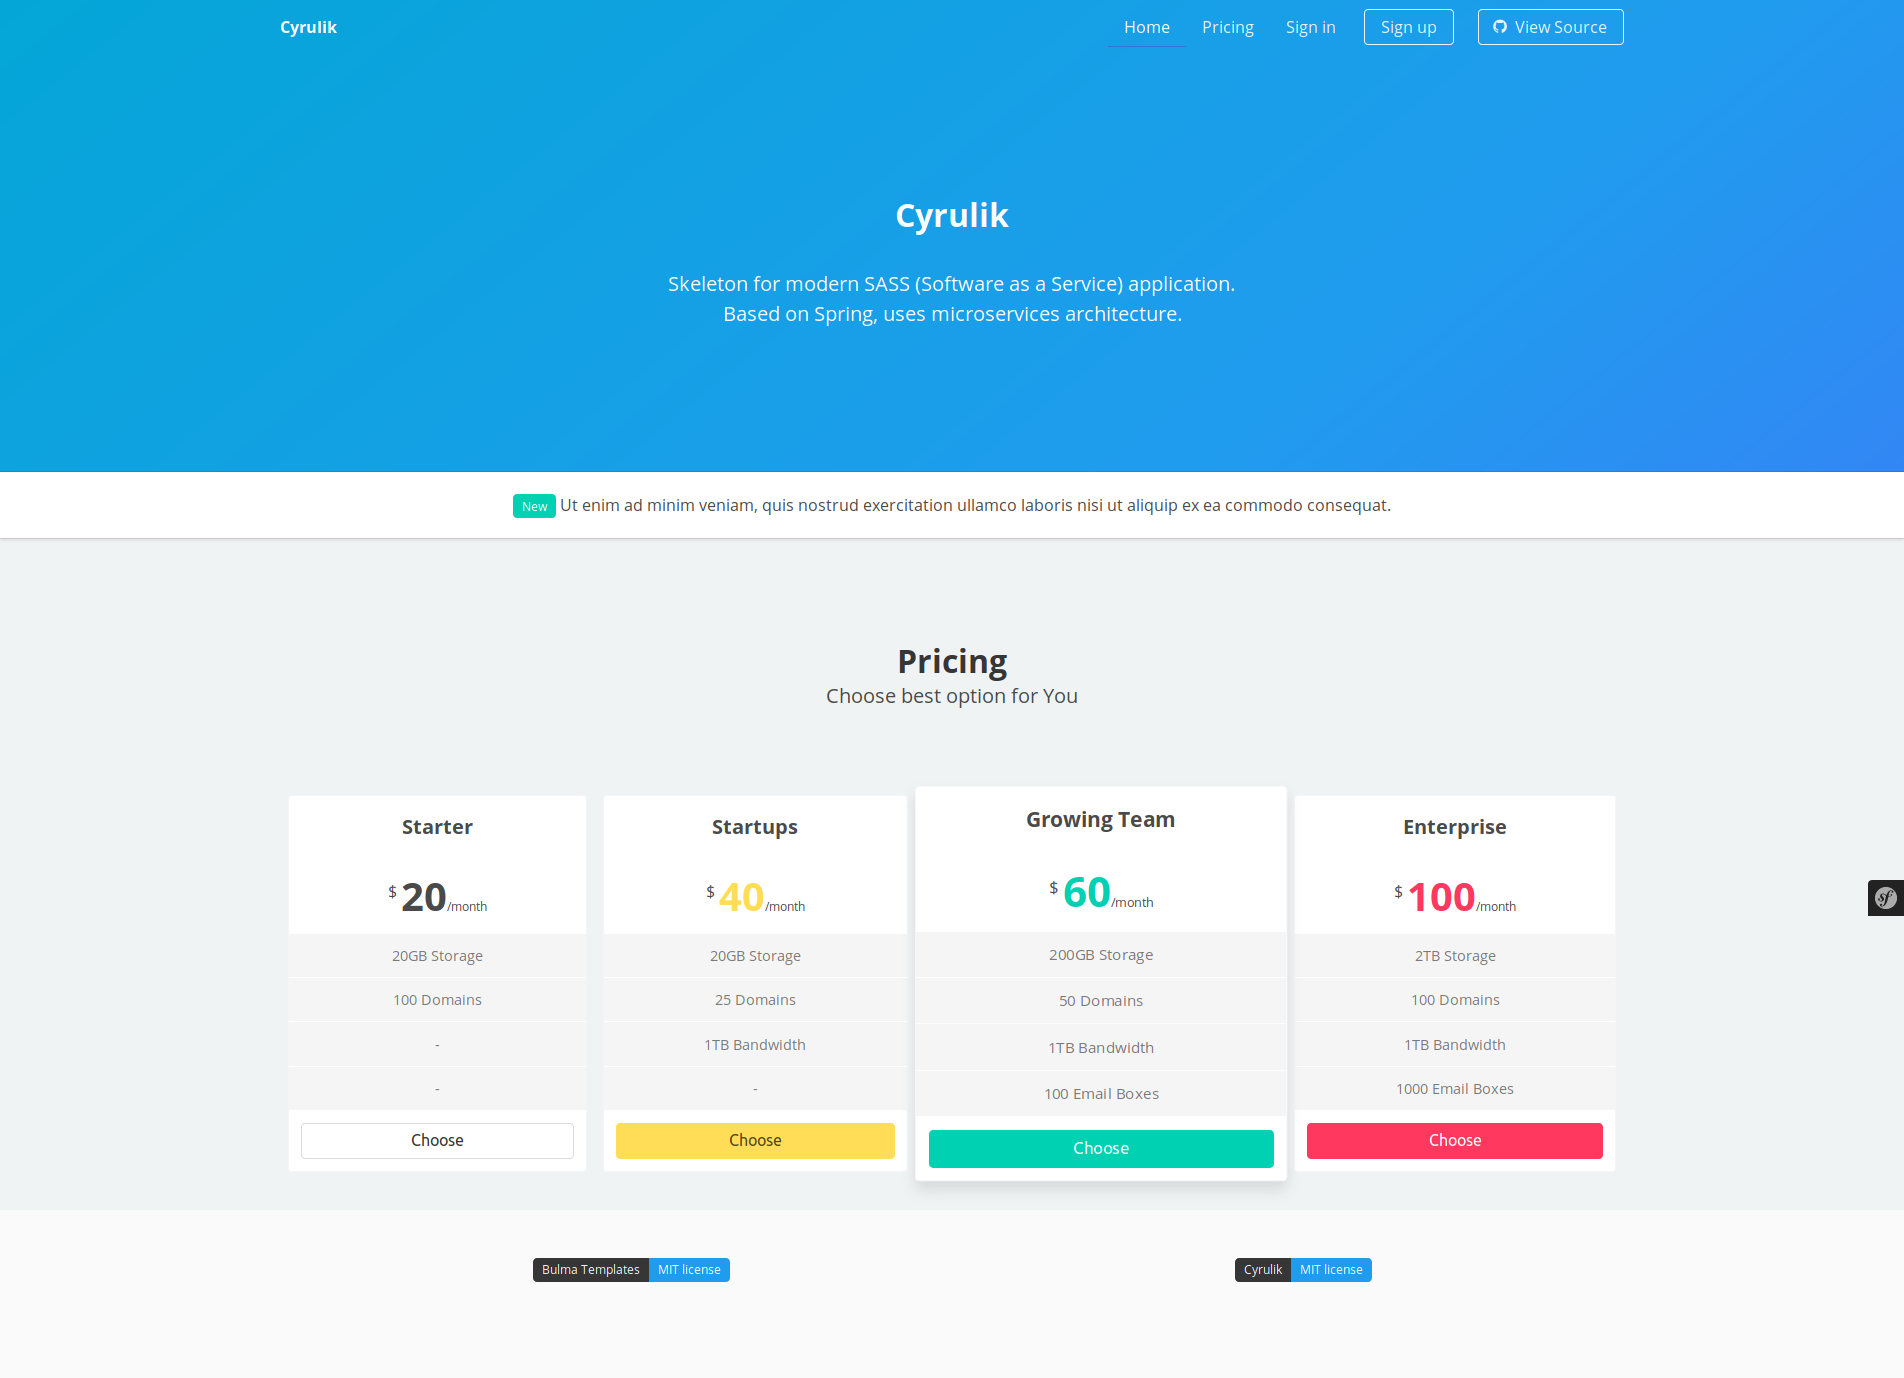 Cyrulik
Home
Pricing
Sign in
Sign up
View Source
Cyrulik
Skeleton for modern SASS (Software as a Service) application.
Based on Spring, uses microservices architecture.
New Ut enim ad minim veniam, quis nostrud exercitation ullamco laboris nisi ut aliquip ex ea commodo consequat.
Pricing
Choose best option for You
Starter
$ 20/month
20GB Storage
100 Domains
-
-
Choose
Startups
$ 40/month
20GB Storage
25 Domains
1TB Bandwidth
-
Choose
Growing Team
$ 60/month
200GB Storage
50 Domains
1TB Bandwidth
100 Email Boxes
Choose
Enterprise
$ 100/month
2TB Storage
100 Domains
1TB Bandwidth
1000 Email Boxes
Choose
sf
Bulma Templates MIT license
Cyrulik MIT license